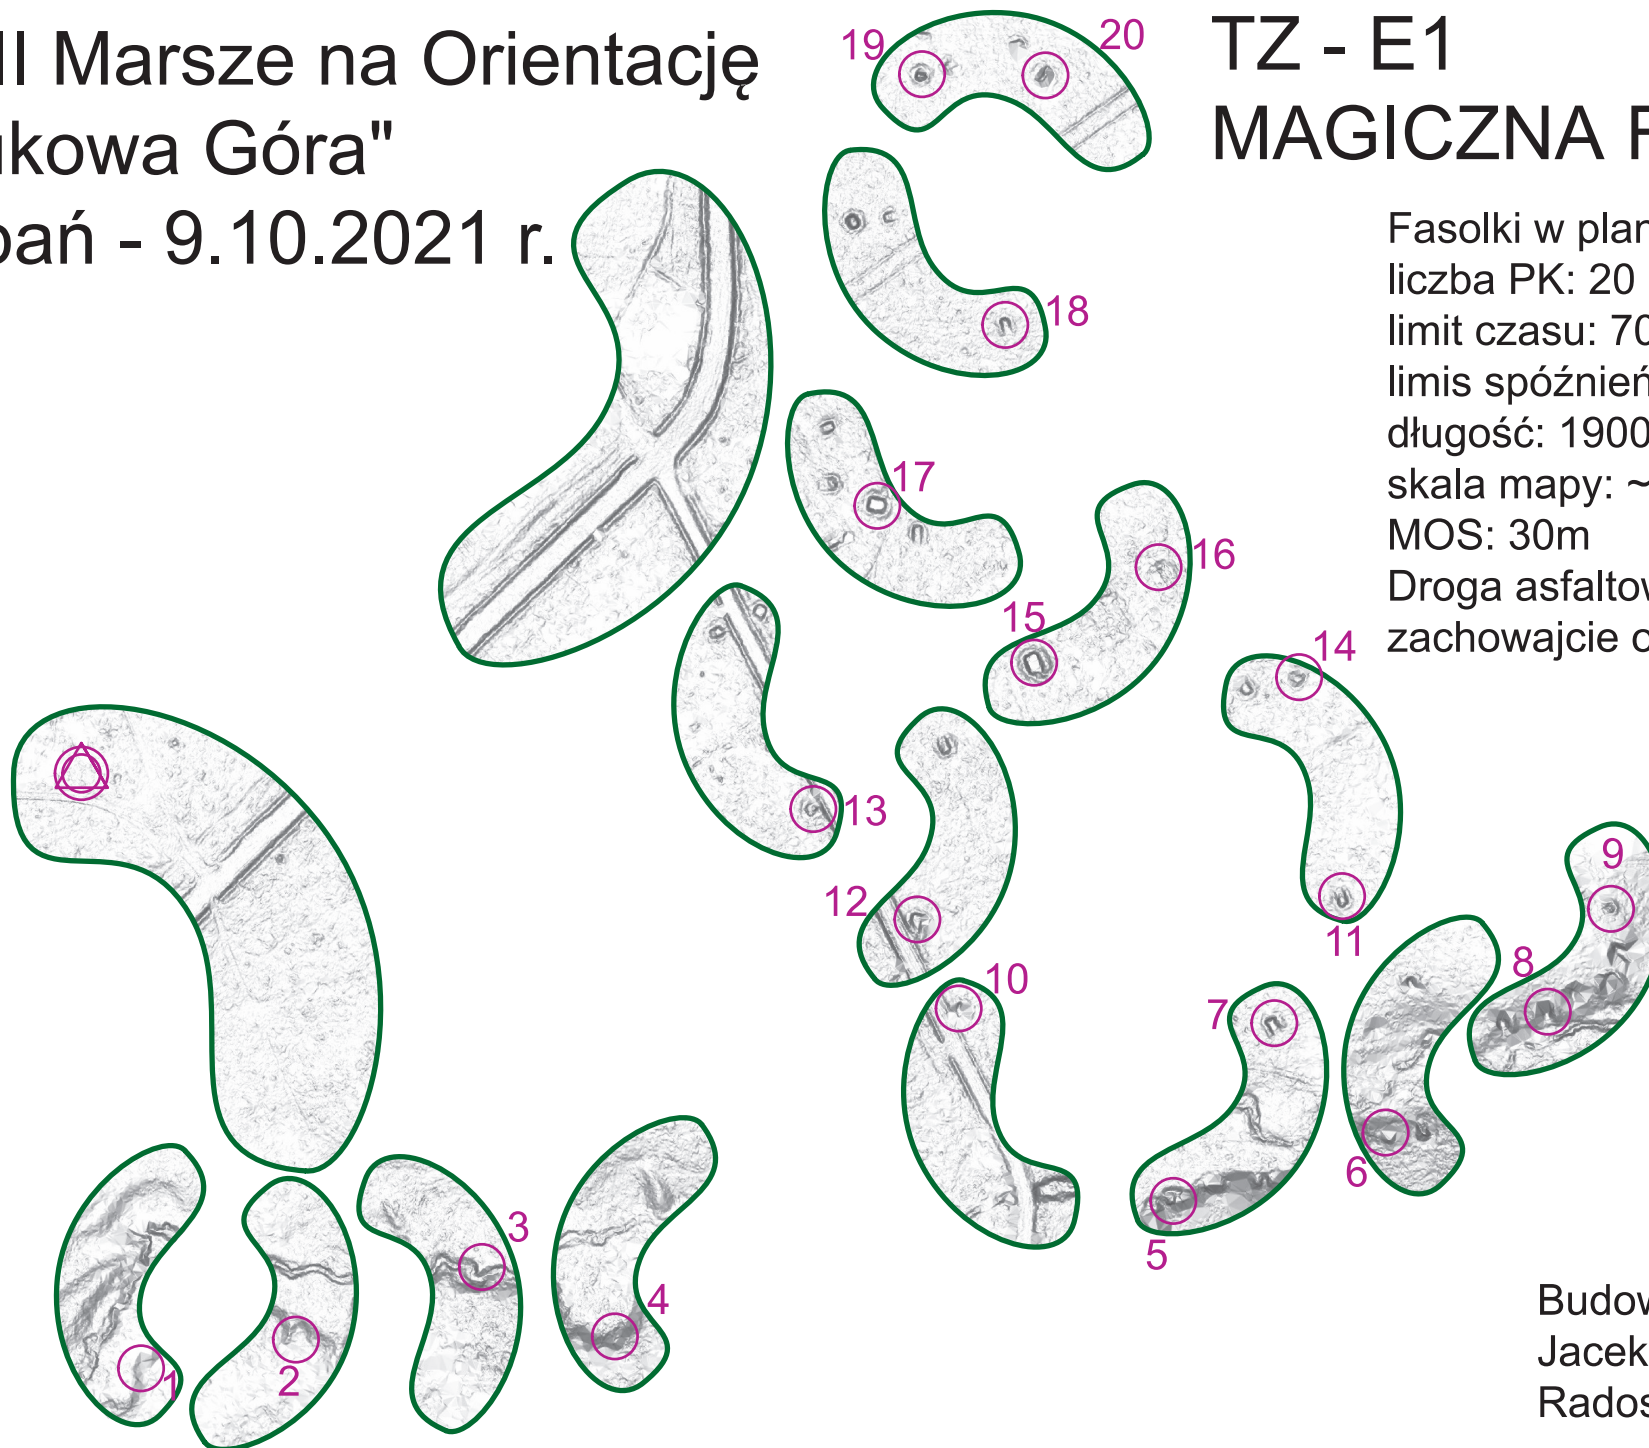 II Marsze na Orientację
ukowa Góra"
pań - 9.10.2021 r.
TZ - E1
MAGICZNA
Fasolki w plan
liczba PK: 20
limit czasu: 70
limis spóźnień
długość: 1900
skala mapy: ~
MOS: 30m
Droga asfaltow
zachowajcie o
19
20
18
17
16
15
14
13
12
11
10
9
8
7
6
5
4
3
2
1
Budow
Jacek
Rados